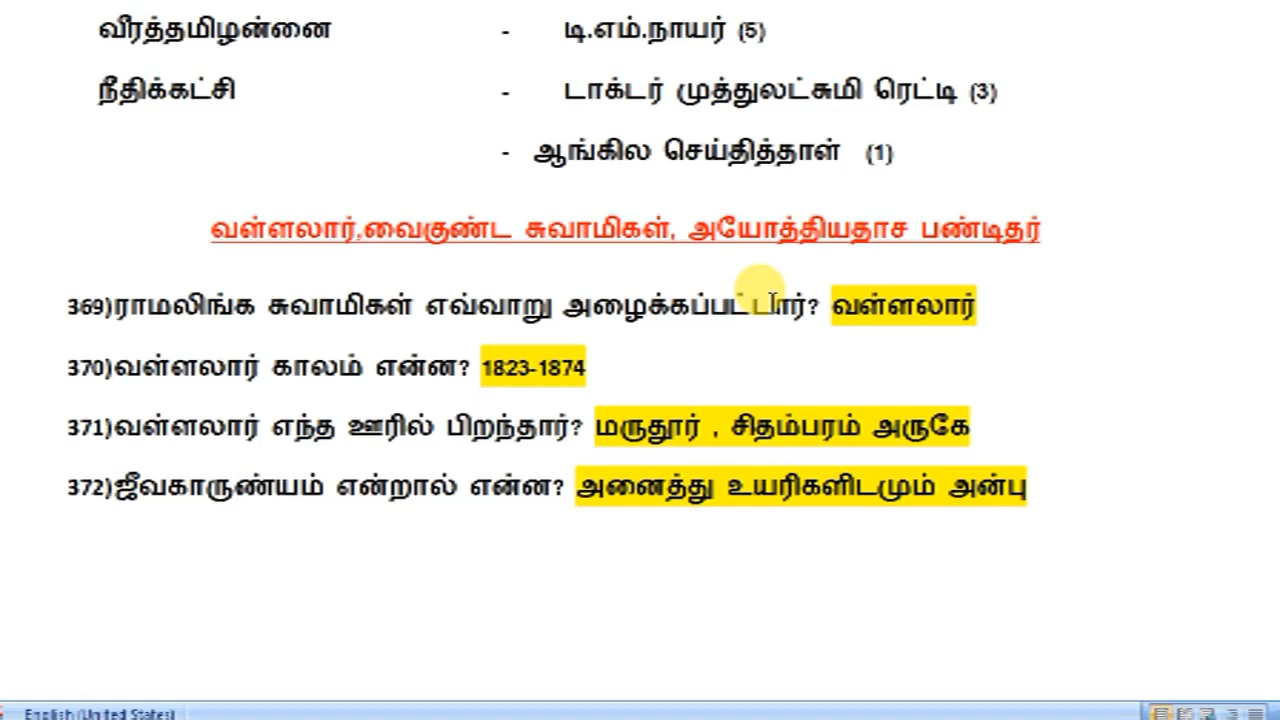 வீரத்தமிழன்னை - டி.எம்.நாயர் (5)
நீதிக்கட்சி - டாக்டர் முத்துலட்சுமி ரெட்டி (3)
- ஆங்கில செய்தித்தாள் (1)
வள்ளலார்,வைகுண்ட சுவாமிகள், அயோத்தியதாச பண்டிதர்
369)ராமலிங்க சுவாமிகள் எவ்வாறு அழைக்கப்பட்டார்? வள்ளலார்
370)வள்ளலார் காலம் என்ன? 1823-1874
371)வள்ளலார் எந்த ஊரில் பிறந்தார்? மருதூர் , சிதம்பரம் அருகே
372)ஜீவகாருண்யம் என்றால் என்ன? அனைத்து உயரிகளிடமும் அன்பு
English (United States)